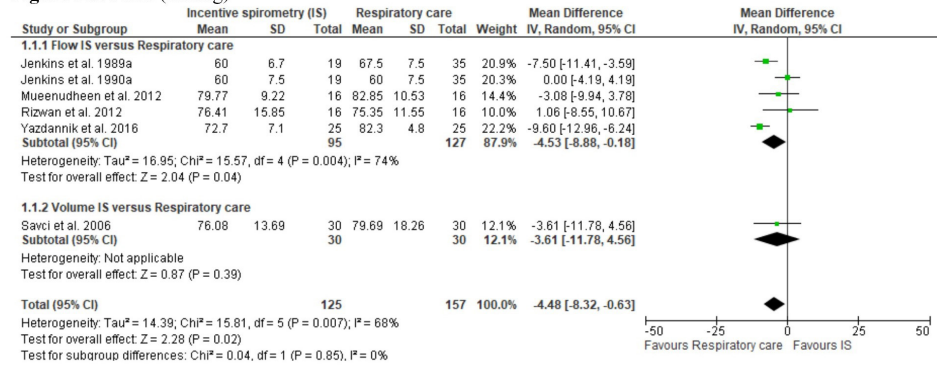 Incentive spirometry (IS) Respiratory care Mean Difference Mean Difference
Study or Subgroup Mean SD Total Mean SD Total Weight IV, Random, 95% CI IV, Random, 95% CI
1.1.1 Flow IS versus Respiratory care
Jenkins et al. 1989a 60 6.7 19 67.5 7.5 35 20.9% -7.50 [-11.41, -3.59]
Jenkins et al. 1990a 60 7.5 19 60 7.5 35 20.3% 0.00 [-4.19, 4.19]
Mueenudheen et al. 2012 79.77 9.22 16 82.85 10.53 16 14.4% -3.08 [-9.94, 3.78]
Rizwan et al. 2012 76.41 15.85 16 75.35 11.55 16 10.1% 1.06 [-8.55, 10.67]
Yazdannik et al. 2016 72.7 7.1 25 82.3 4.8 25 22.2% -9.60 [-12.96, -6.24]
Subtotal (95% CI) 95 127 87.9% -4.53 [-8.88, -0.18]
Heterogeneity: Tau² = 16.95; Chi² = 15.57, df = 4 (P = 0.004); I² = 74%
Test for overall effect: Z = 2.04 (P = 0.04)
1.1.2 Volume IS versus Respiratory care
Savci et al. 2006 76.08 13.69 30 79.69 18.26 30 12.1% -3.61 [-11.78, 4.56]
Subtotal (95% CI) 30 30 12.1% -3.61 [-11.78, 4.56]
Heterogeneity: Not applicable
Test for overall effect: Z = 0.87 (P = 0.39)
Total (95% CI) 125 157 100.0% -4.48 [-8.32, -0.63]
Heterogeneity: Tau² = 14.39; Chi² = 15.81, df = 5 (P = 0.007); I² = 68%
Test for overall effect: Z = 2.28 (P = 0.02)
Test for subgroup differences: Chi² = 0.04, df = 1 (P = 0.85), I² = 0%
-50 -25 0 25 50
Favours Respiratory care Favours IS